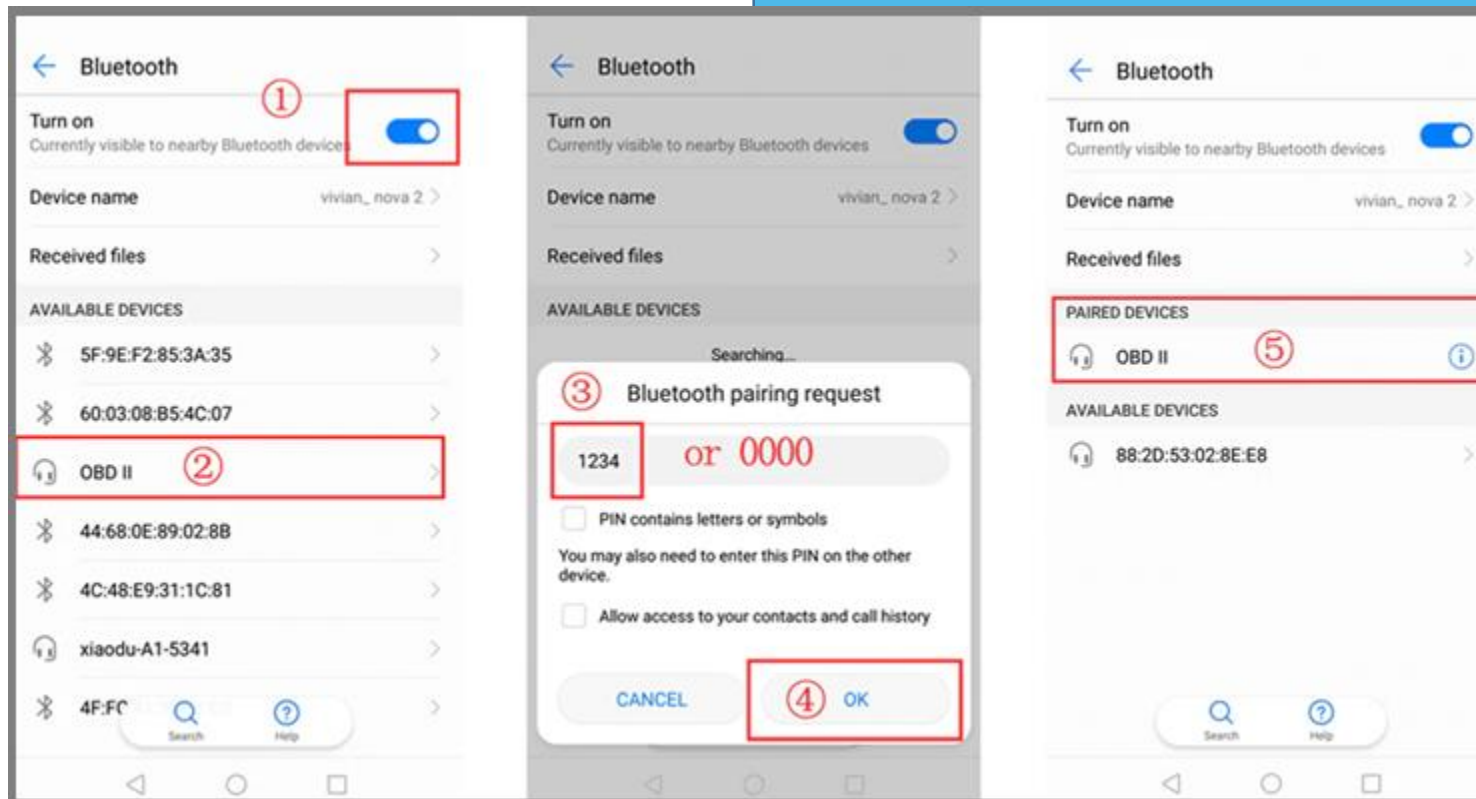 Bluetooth
①
Turn on
Currently visible to nearby Bluetooth devices
Device name vivian_ nova 2
Received files
AVAILABLE DEVICES
5F:9E:F2:85:3A:35
60:03:08:B5:4C:07
OBD II ②
44:68:0E:89:02:8B
4C:48:E9:31:1C:81
xiaodu-A1-5341
Search Help
Bluetooth
Turn on
Currently visible to nearby Bluetooth devices
Device name vivian_ nova 2
Received files
AVAILABLE DEVICES
Searching...
③ Bluetooth pairing request
1234 or 0000
PIN contains letters or symbols
You may also need to enter this PIN on the other
device.
Allow access to your contacts and call history
CANCEL ④ OK
Bluetooth
Turn on
Currently visible to nearby Bluetooth devices
Device name vivian_ nova 2
Received files
PAIRED DEVICES
OBD II ⑤
AVAILABLE DEVICES
88:2D:53:02:8E:E8
Search Help